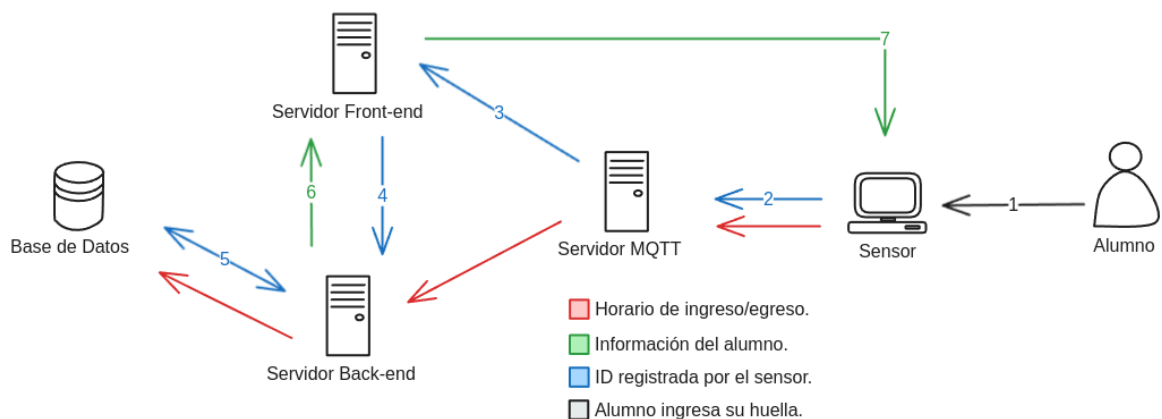 7
Servidor Front-end
3
6
4
2
1
Base de Datos
5
Servidor MQTT
Sensor
Alumno
Servidor Back-end
Horario de ingreso/egreso.
Información del alumno.
ID registrada por el sensor.
Alumno ingresa su huella.